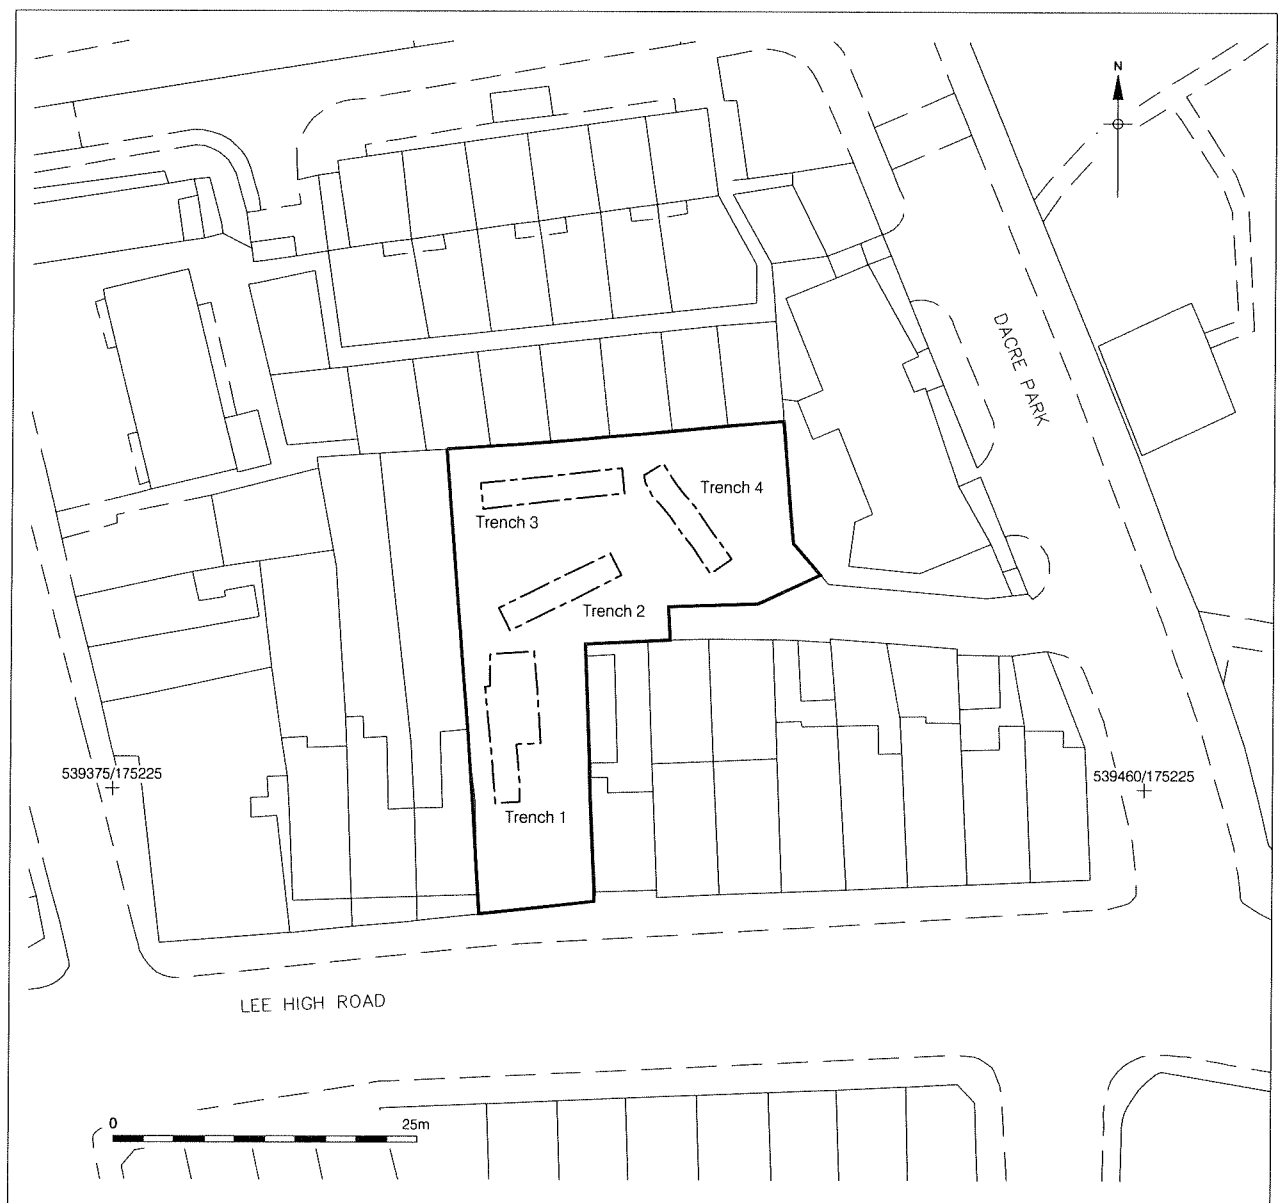 N
DACRE PARK
Trench 4
Trench 3
Trench 2
539375/175225
539460/175225
Trench 1
LEE HIGH ROAD
0
25m